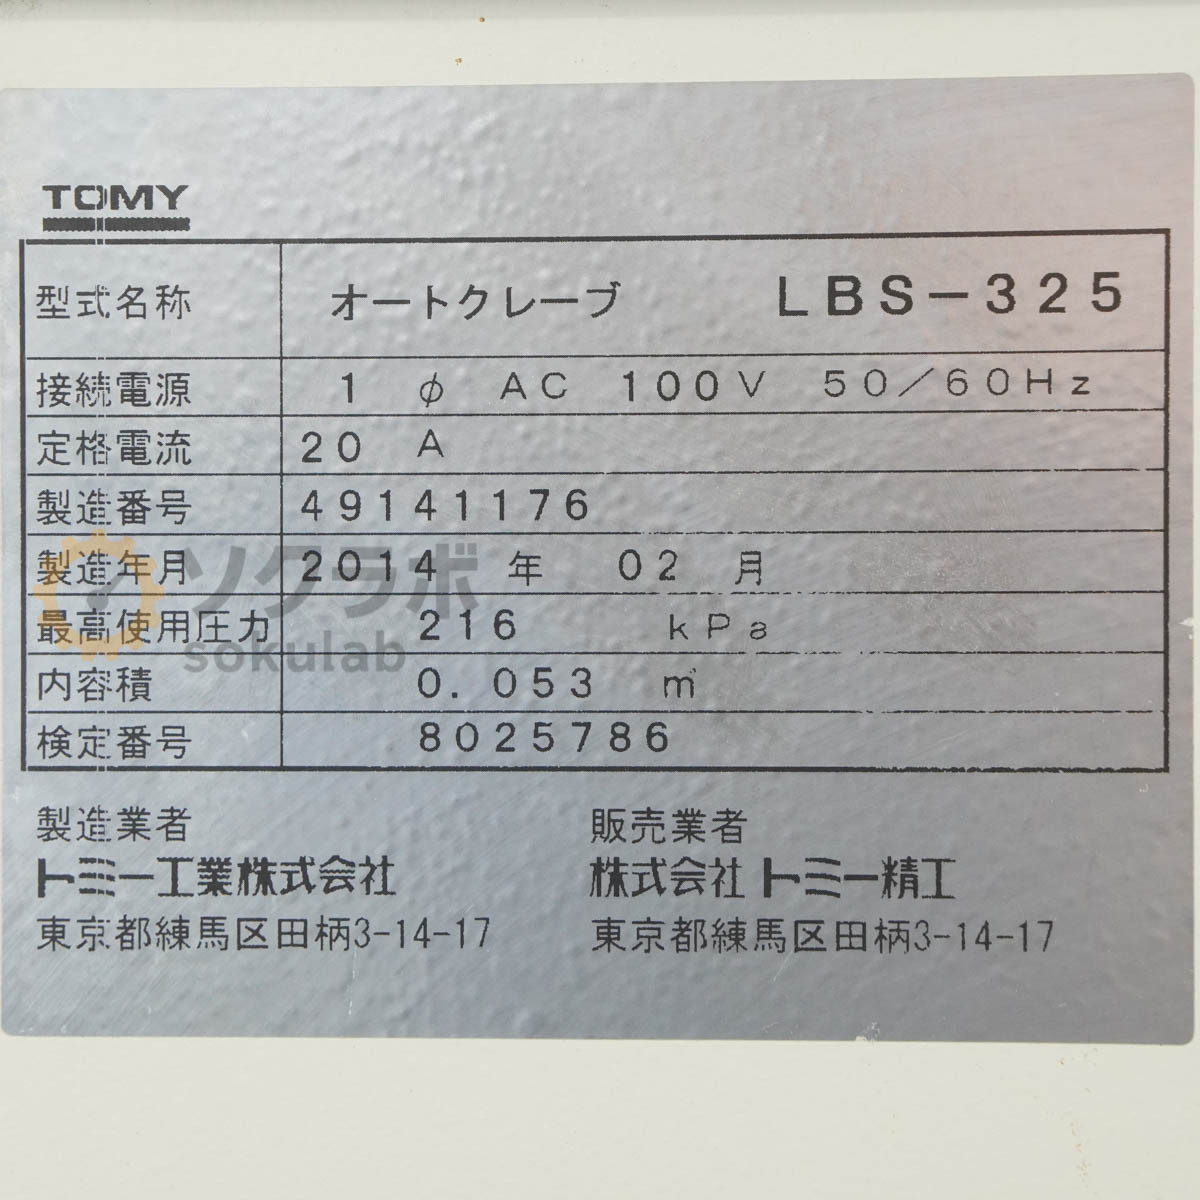 TOMY
型式名称 オートクレーブ LBS-325
接続電源 1 φ AC 100V 50/60Hz
定格電流 20 A
製造番号 49141176
製造年月 2014 年 02 月
最高使用圧力 216 kPa
内容積 0.053 ㎥
検定番号 8025786
ソクラボ
sokulab
製造業者 販売業者
トミー工業株式会社 株式会社トミー精工
東京都練馬区田柄3-14-17 東京都練馬区田柄3-14-17